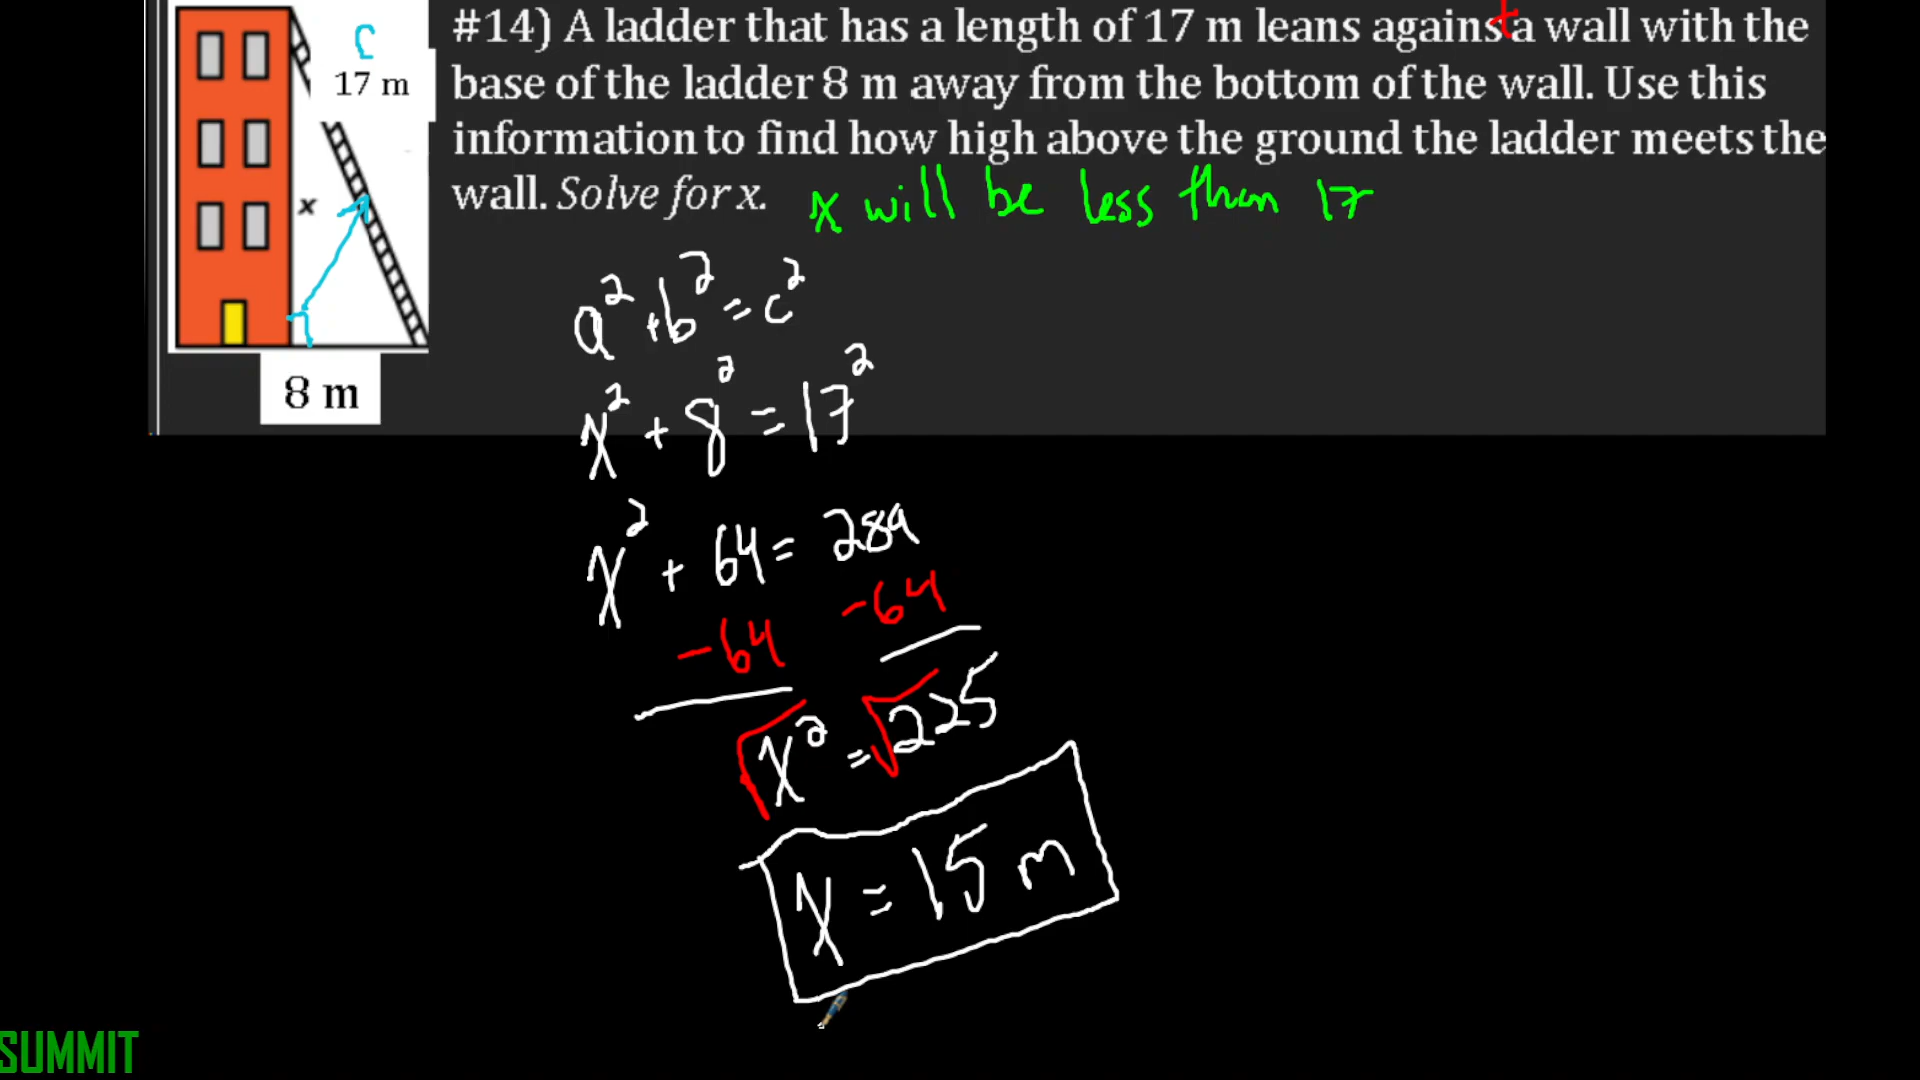 C
17 m
x
8 m
#14) A ladder that has a length of 17 m leans against a wall with the
base of the ladder 8 m away from the bottom of the wall. Use this
information to find how high above the ground the ladder meets the
wall. Solve for x. x will be less than 17
a² + b² = c²
x² + 8² = 17²
x² + 64 = 289
-64 -64
√x² = √225
x = 15 m
SUMMIT